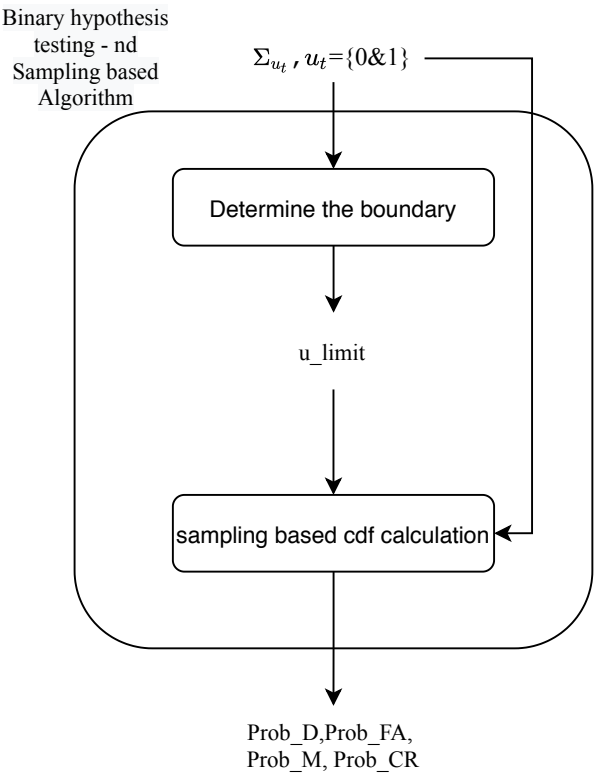 Binary hypothesis
testing - nd
Sampling based
Algorithm
Σ_{u_t}, u_t={0&1}
Determine the boundary
u_limit
sampling based cdf calculation
Prob_D,Prob_FA,
Prob_M, Prob_CR